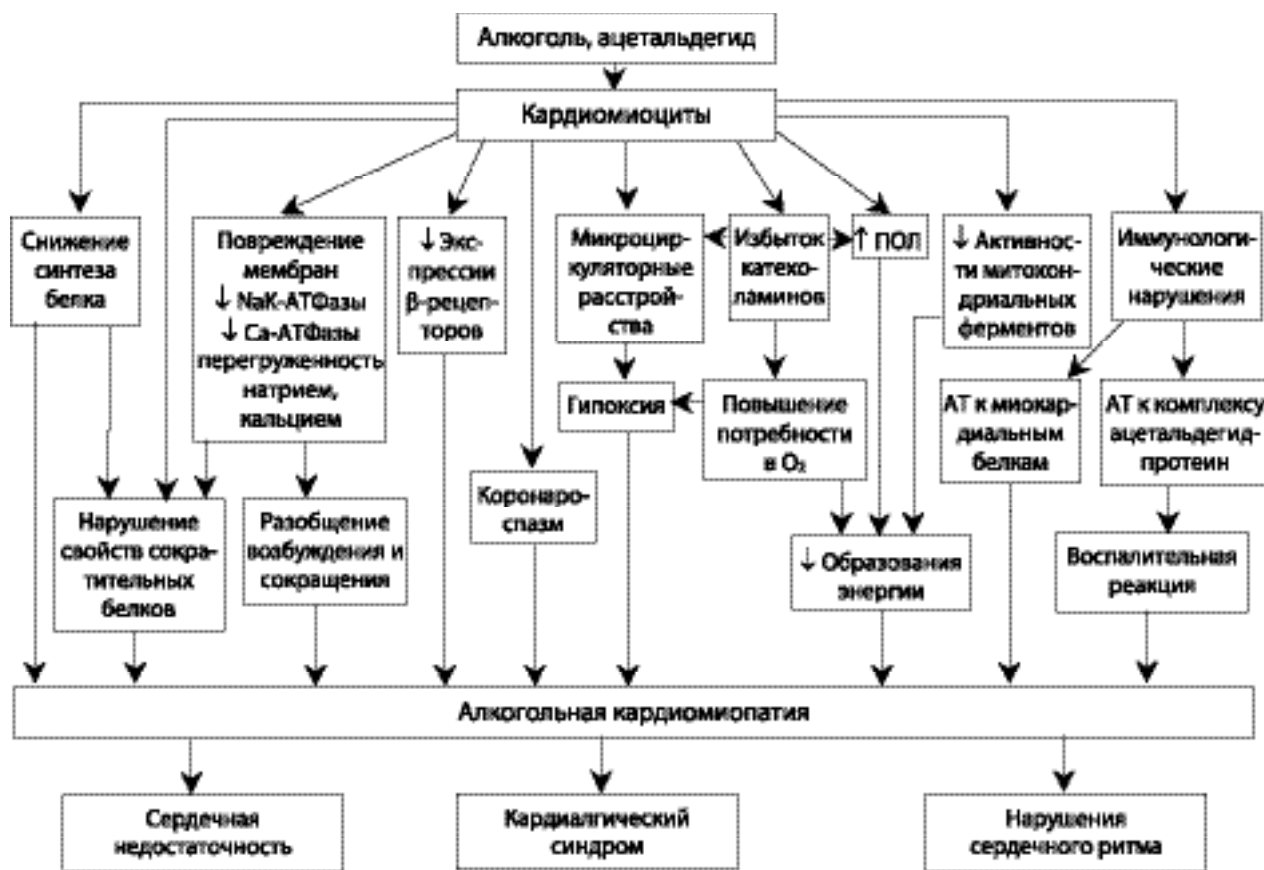 Алкоголь, ацетальдегид
Кардиомиоциты
Снижение
синтеза
белка
Повреждение
мембран
↓ NaK-АТФазы
↓ Ca-АТФазы
перегруженность
натрием,
кальцием
↓ Экс-
прессии
β-рецеп-
торов
Микроцир-
куляторные
расстрой-
ства
Избыток
катехо-
ламинов
↑ ПОЛ
↓ Активнос-
ти митохон-
дриальных
ферментов
Иммунологи-
ческие
нарушения
Гипоксия
Повышение
потребности
в O₂
АТ к миокар-
диальным
белкам
АТ к комплексу
ацетальдегид-
протеин
Нарушение
свойств сокра-
тительных
белков
Разобщение
возбуждения и
сокращения
Коронаро-
спазм
↓ Образования
энергии
Воспалительная
реакция
Алкогольная кардиомиопатия
Сердечная
недостаточность
Кардиалгический
синдром
Нарушения
сердечного ритма